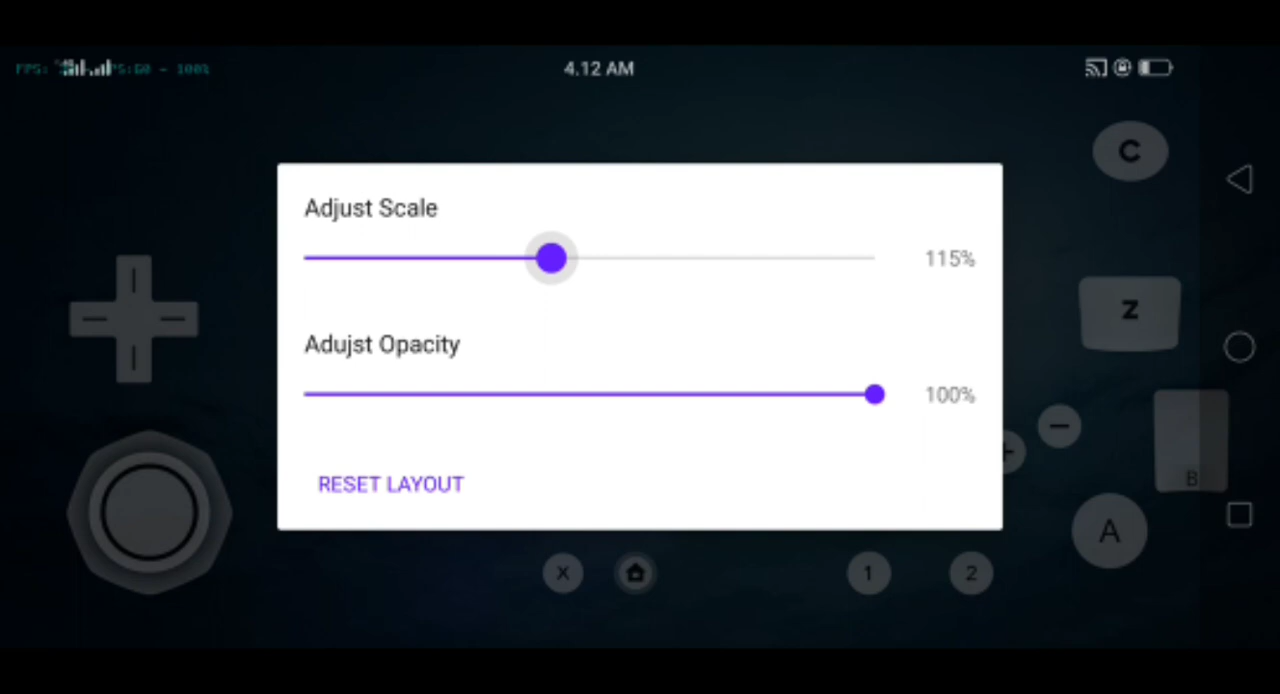 4.12 AM
C
Adjust Scale
115%
Z
Adujst Opacity
100%
B
RESET LAYOUT
A
X
1
2